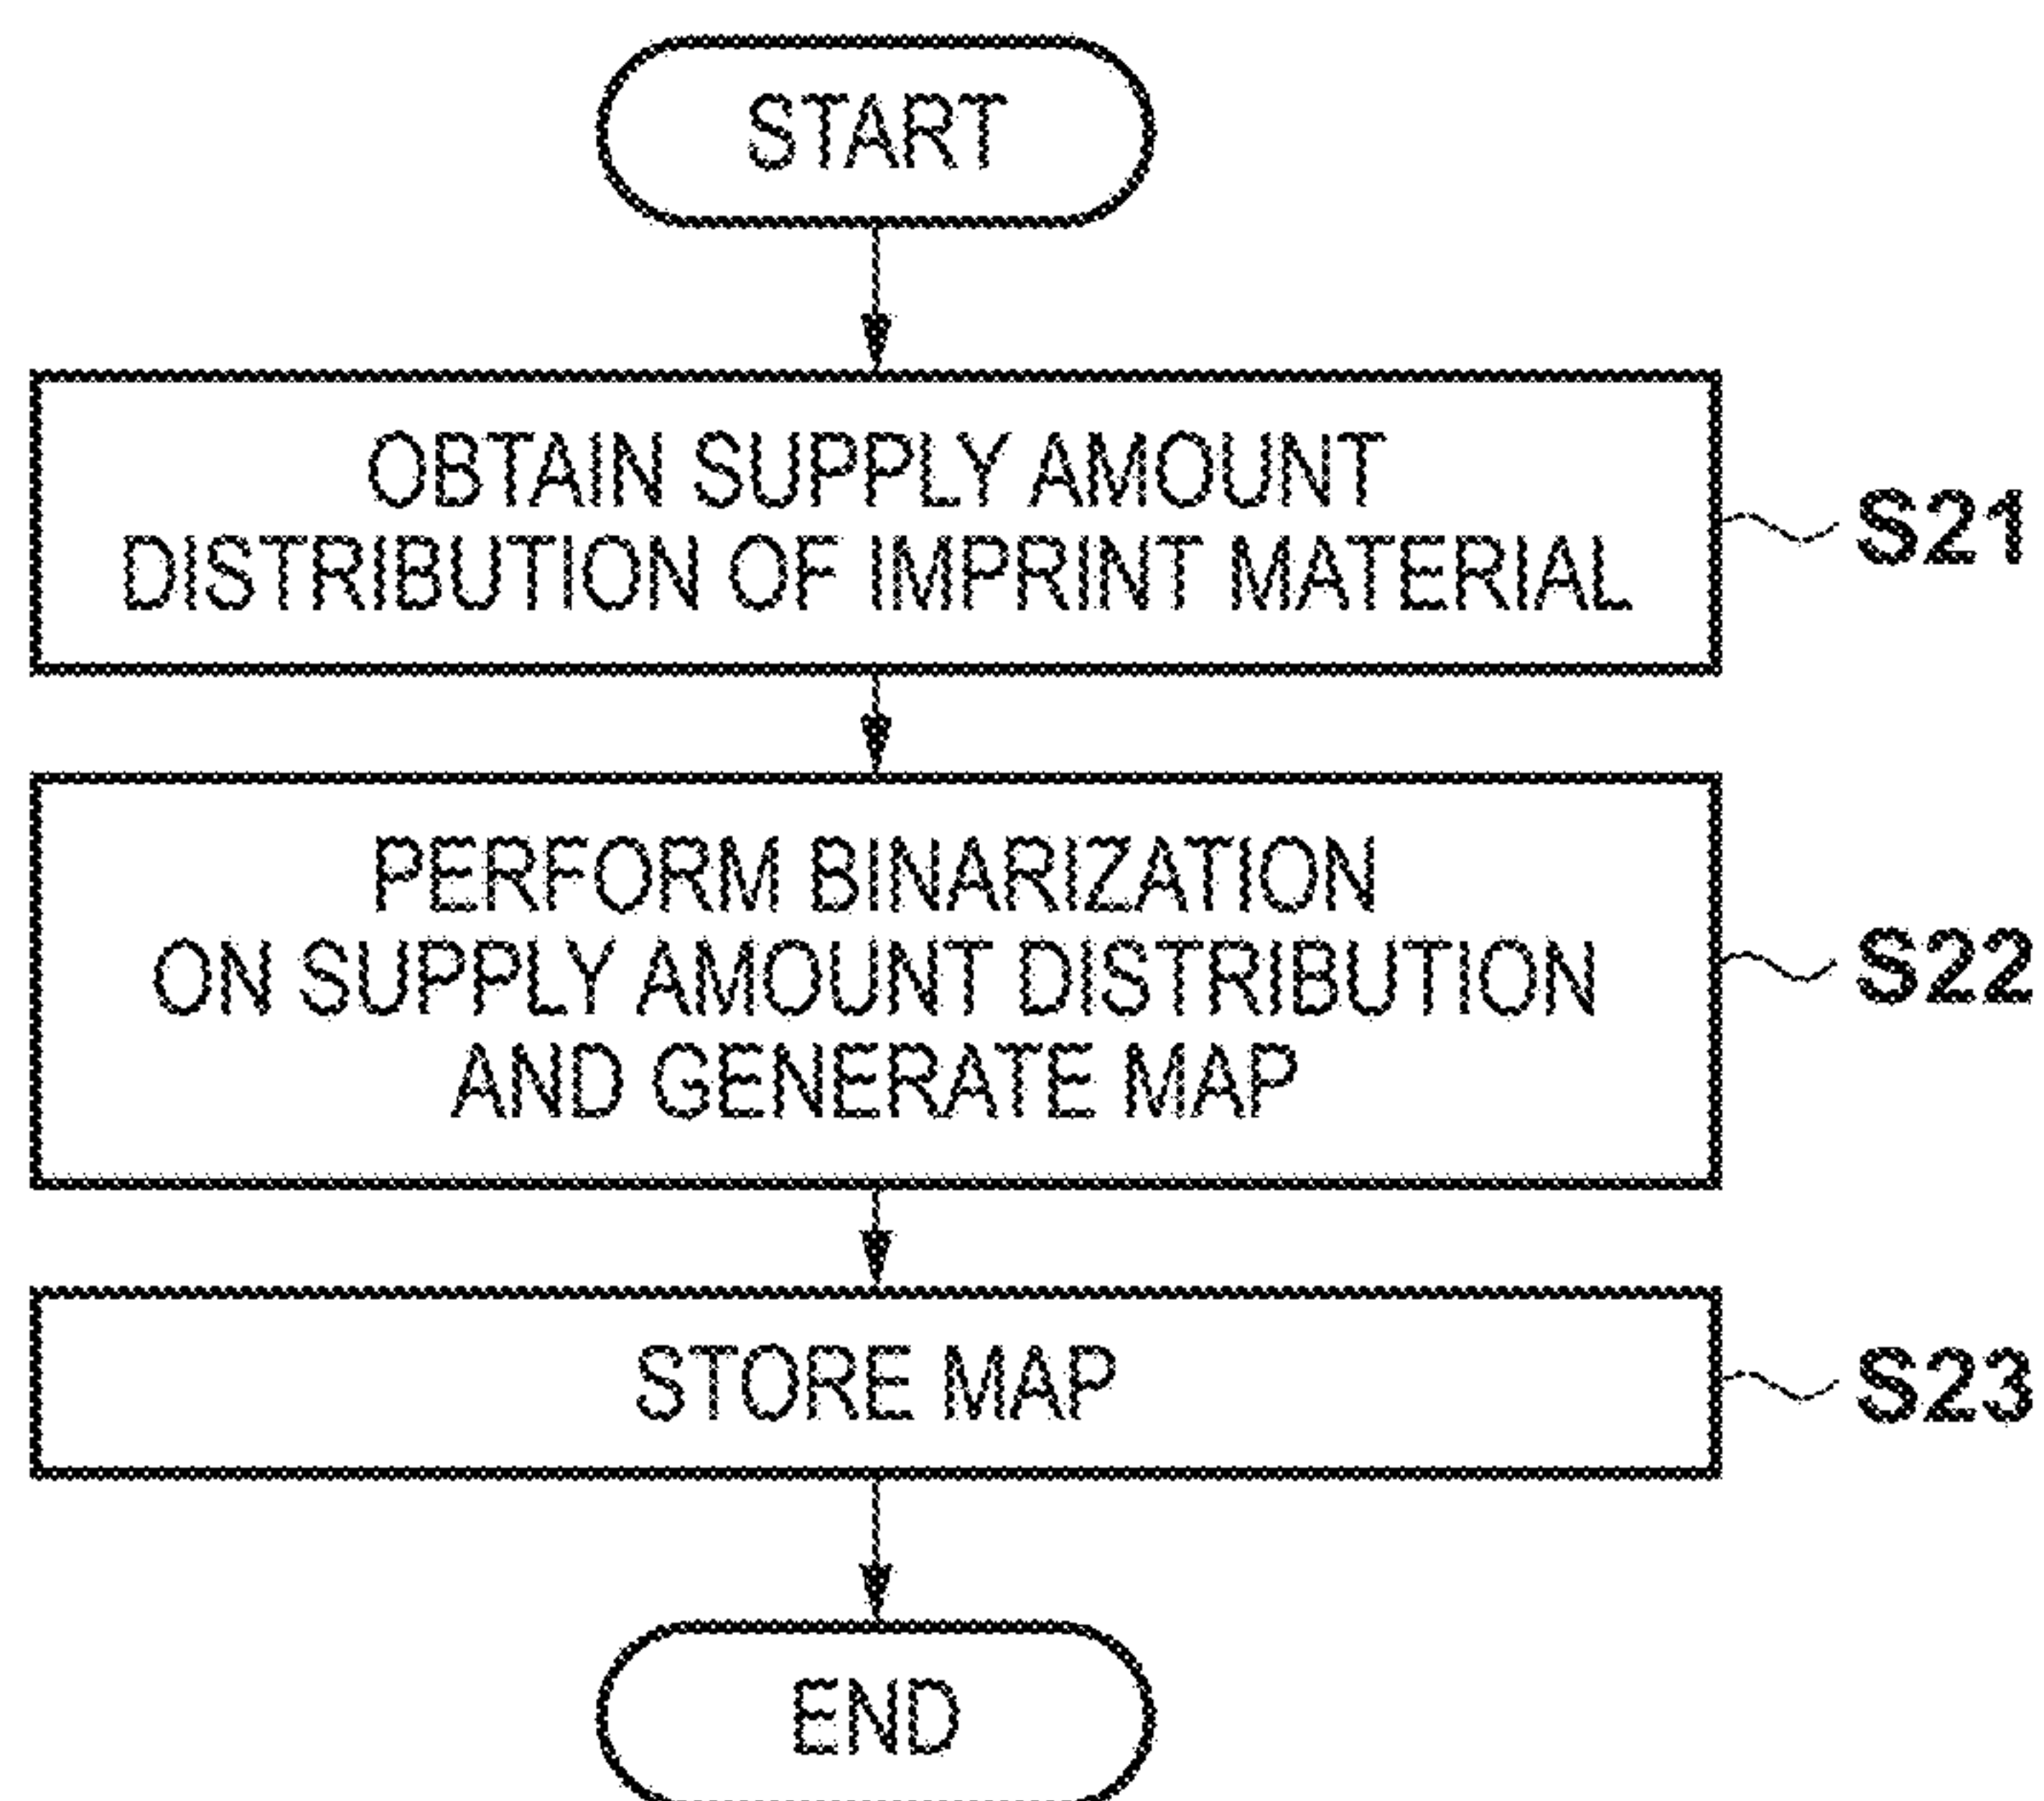 START
OBTAIN SUPPLY AMOUNT
DISTRIBUTION OF IMPRINT MATERIAL
S21
PERFORM BINARIZATION
ON SUPPLY AMOUNT DISTRIBUTION
AND GENERATE MAP
S22
STORE MAP
S23
END